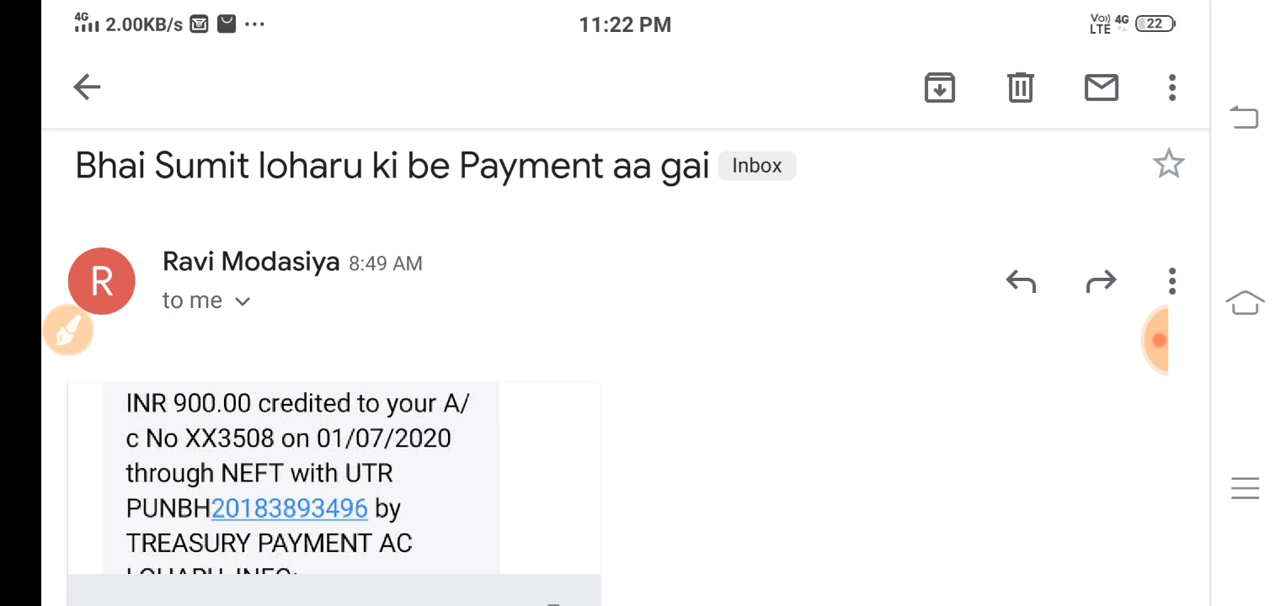 4G 2.00KB/s 11:22 PM Vo) LTE 4G 22
Bhai Sumit loharu ki be Payment aa gai Inbox
Ravi Modasiya 8:49 AM
R
to me
INR 900.00 credited to your A/
c No XX3508 on 01/07/2020
through NEFT with UTR
PUNBH20183893496 by
TREASURY PAYMENT AC